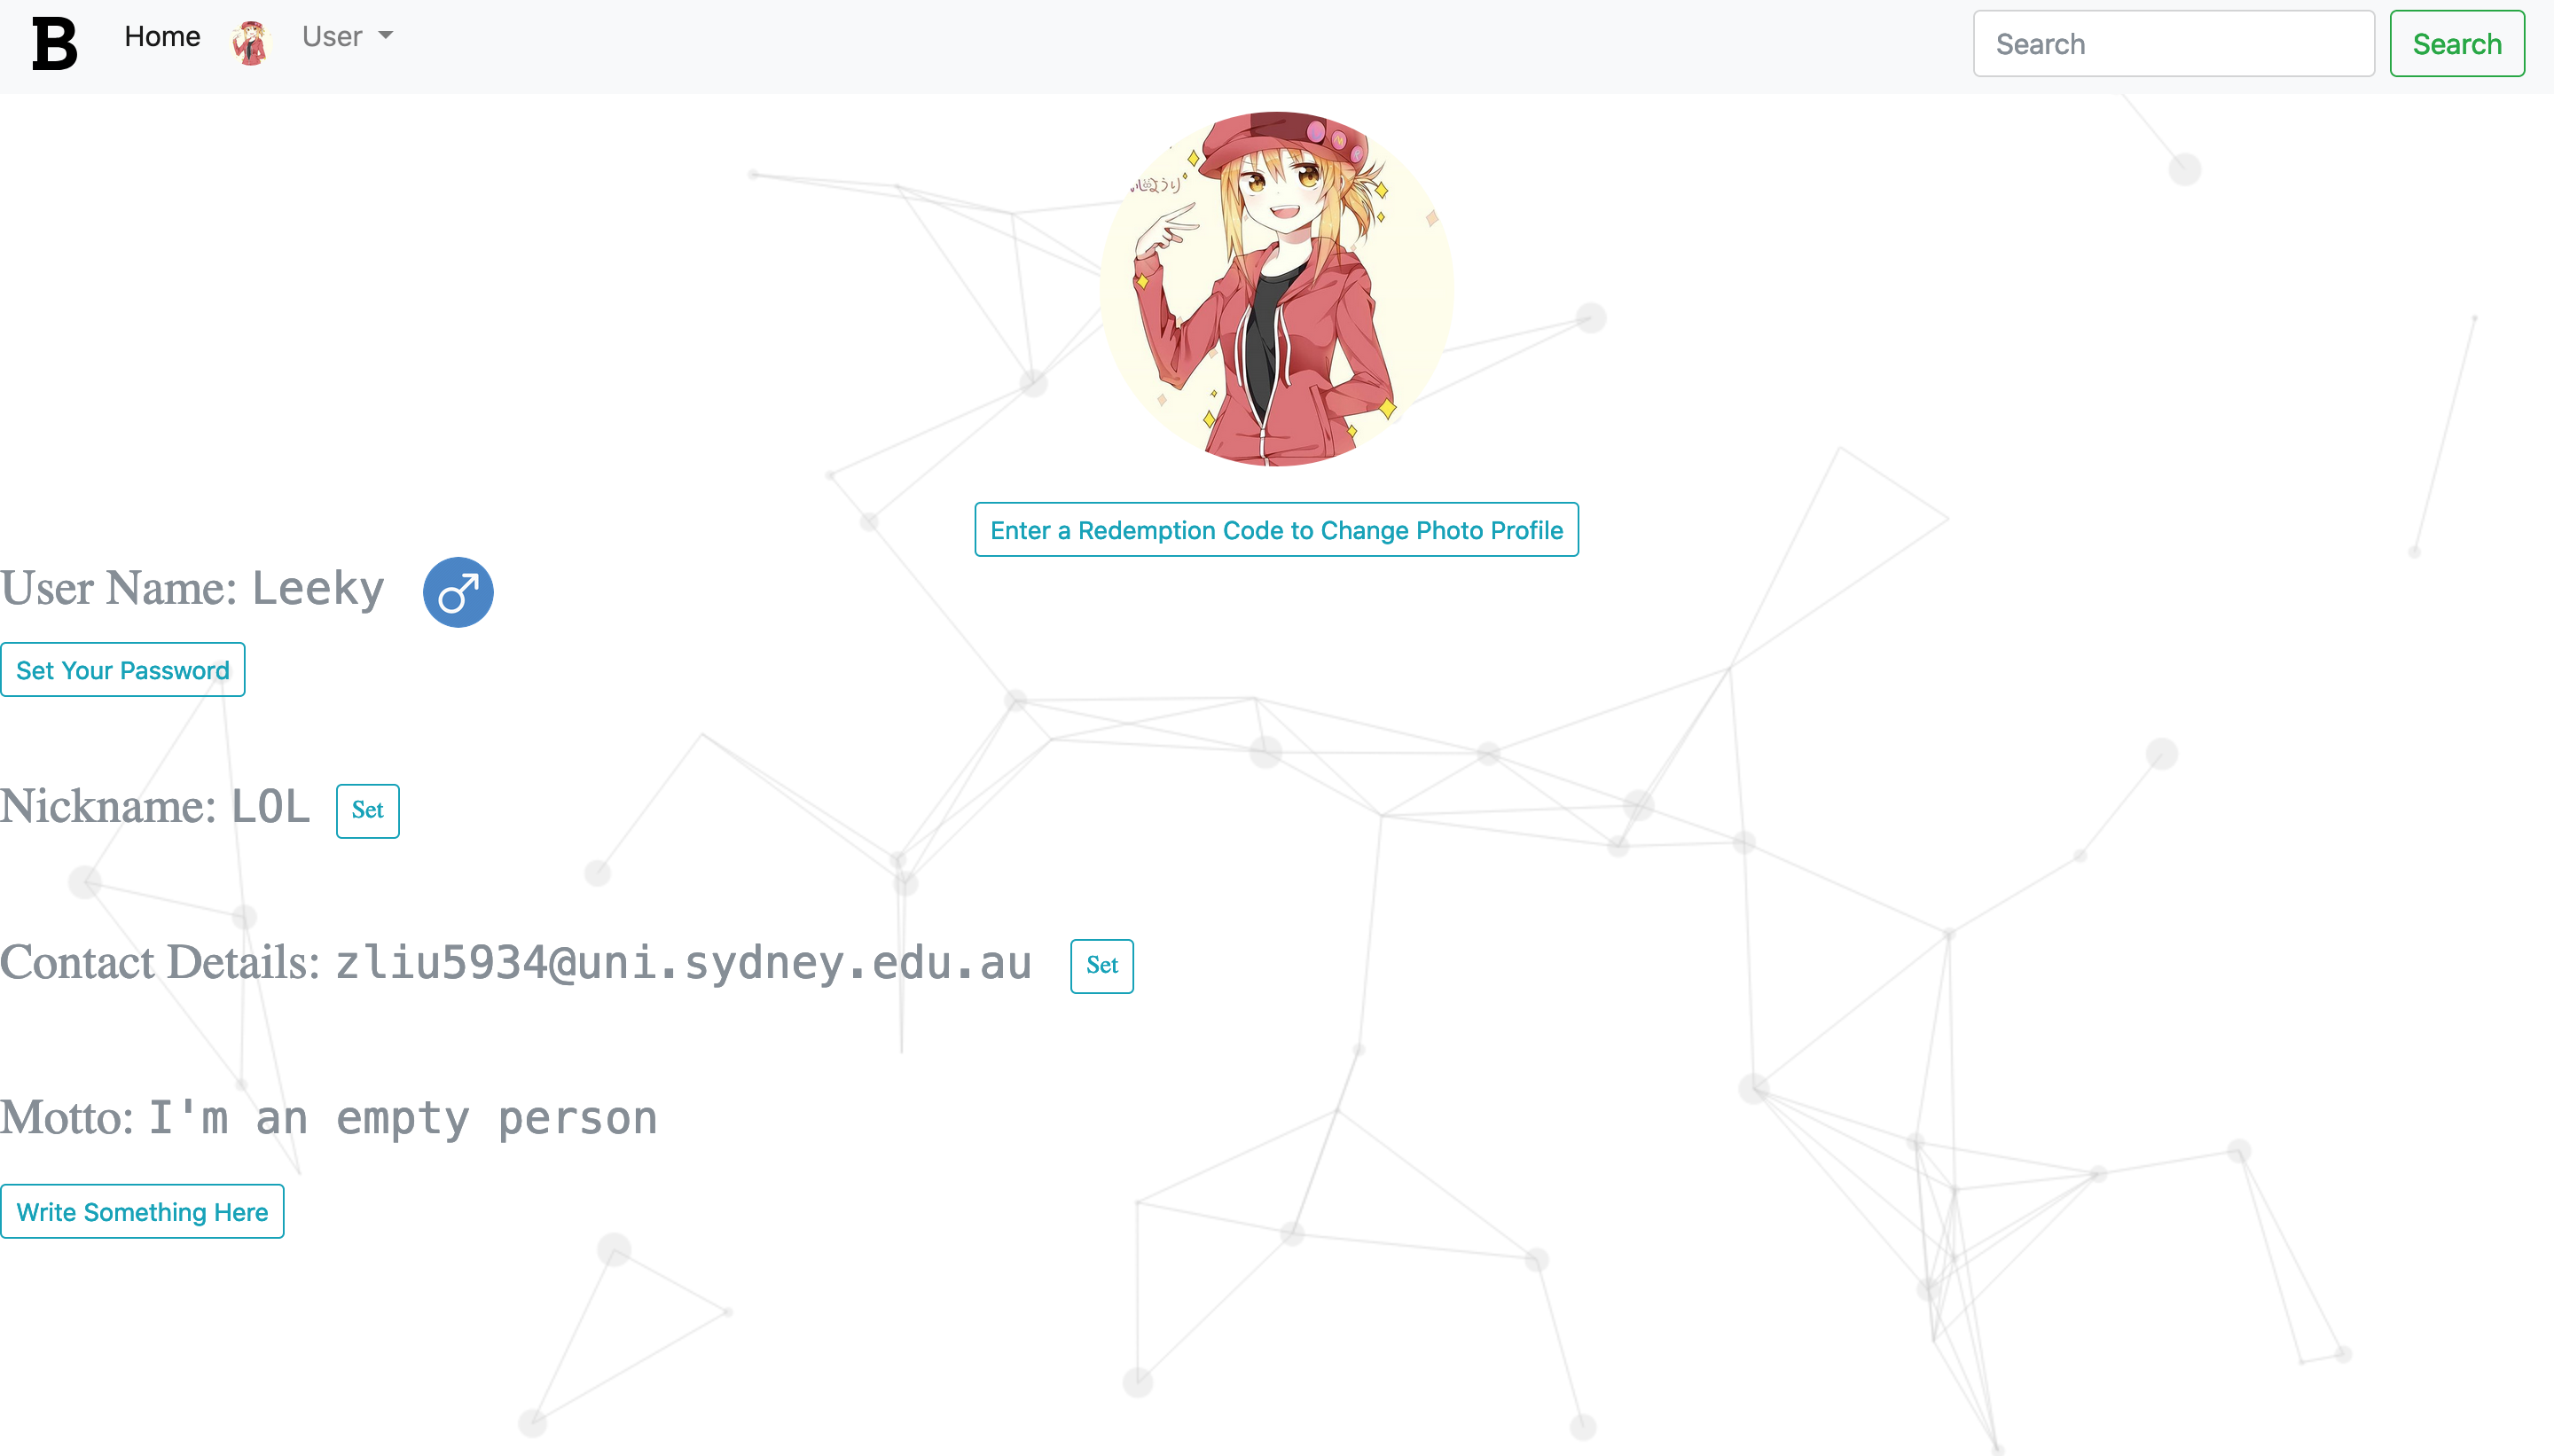 B Home User Search Search
Enter a Redemption Code to Change Photo Profile
User Name: Leeky
Set Your Password
Nickname: LOL Set
Contact Details: zliu5934@uni.sydney.edu.au Set
Motto: I'm an empty person
Write Something Here